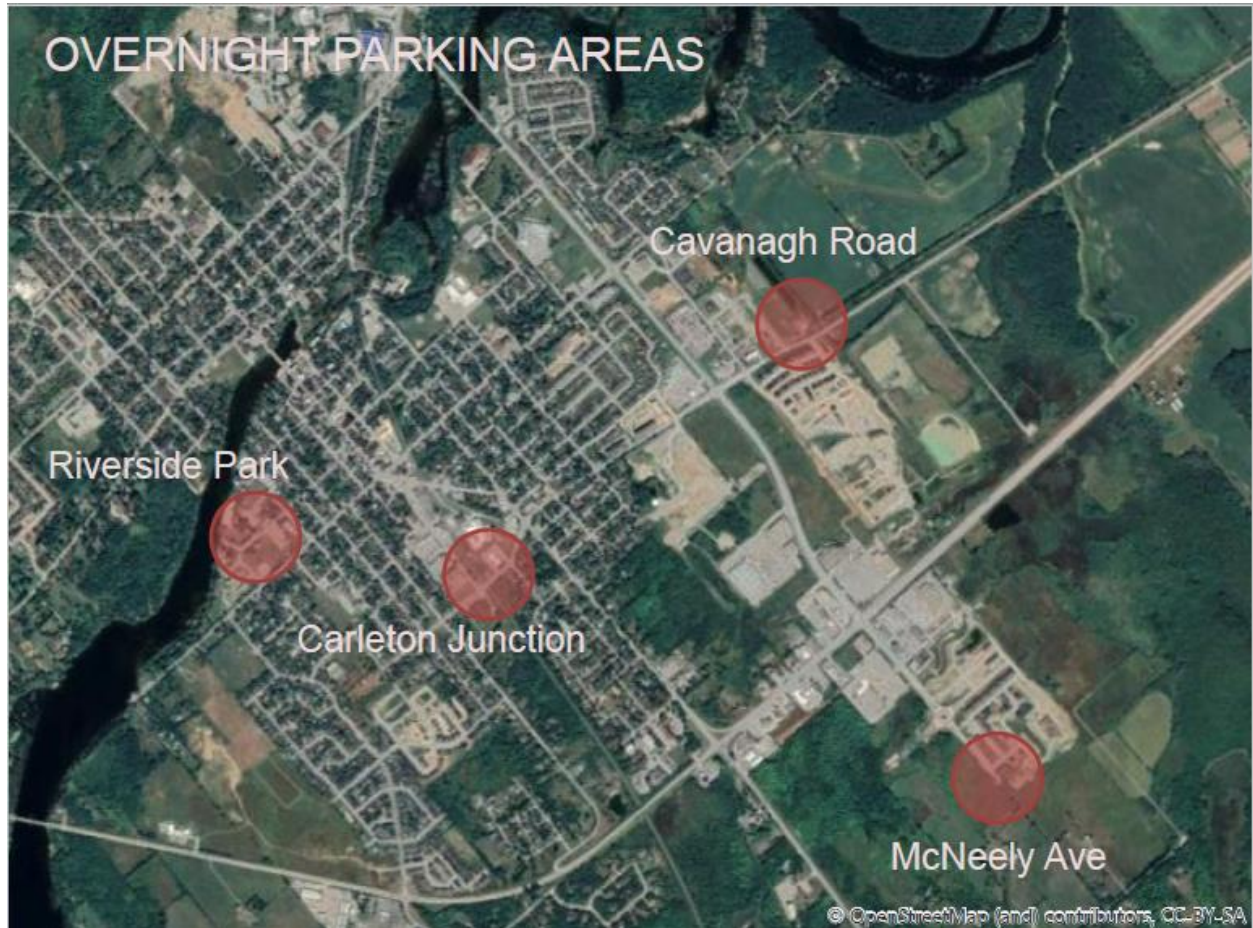 OVERNIGHT PARKING AREAS
Cavanagh Road
Riverside Park
Carleton Junction
McNeely Ave
© OpenStreetMap (and) contributors, CC-BY-SA